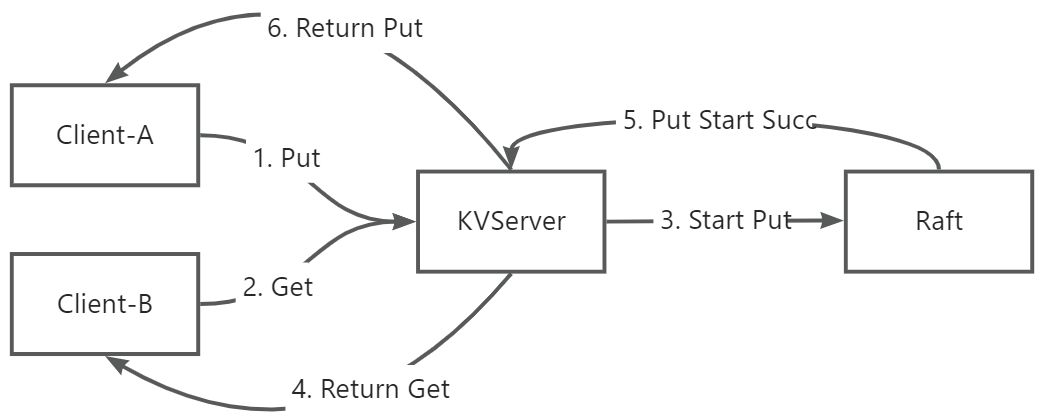 6. Return Put
Client-A
1. Put
5. Put Start Succ
KVServer
3. Start Put
Raft
2. Get
Client-B
4. Return Get